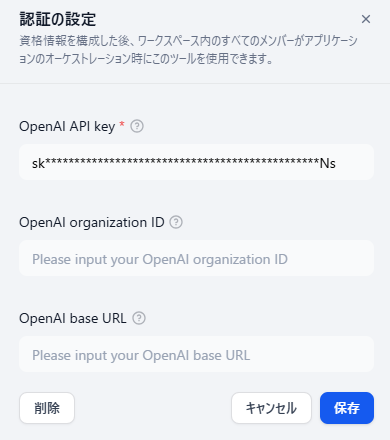 認証の設定
資格情報を構成した後、ワークスペース内のすべてのメンバーがアプリケーシ
ョンのオーケストレーション時にこのツールを使用できます。
OpenAI API key *
sk************************************************Ns
OpenAI organization ID
Please input your OpenAI organization ID
OpenAI base URL
Please input your OpenAI base URL
削除 キャンセル 保存